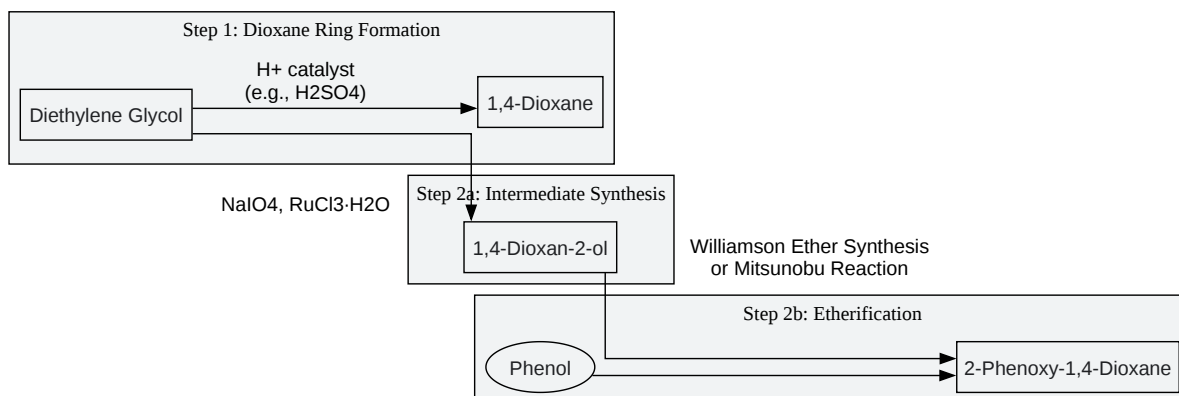 Step 1: Dioxane Ring Formation
H+ catalyst
(e.g., H2SO4)
Diethylene Glycol
1,4-Dioxane
NaIO4, RuCl3·H2O
Step 2a: Intermediate Synthesis
1,4-Dioxan-2-ol
Williamson Ether Synthesis
or Mitsunobu Reaction
Step 2b: Etherification
Phenol
2-Phenoxy-1,4-Dioxane